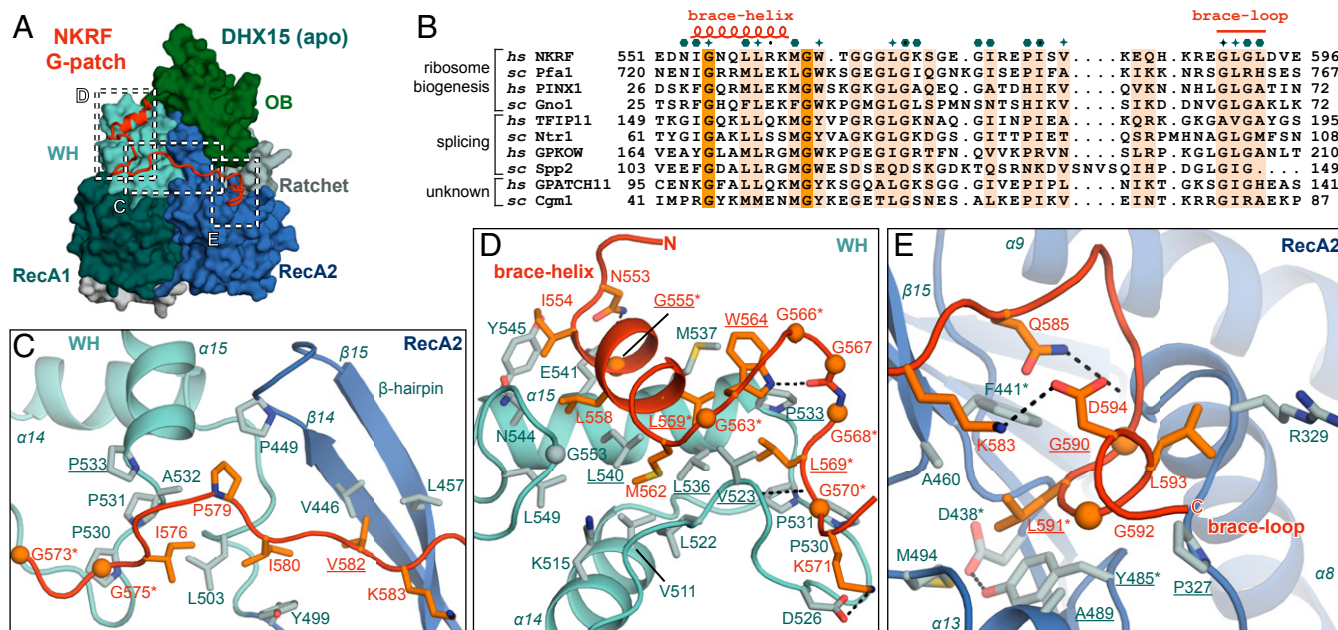 A
NKRF
G-patch
DHX15 (apo)
OB
D
WH
Ratchet
C
E
RecA1
RecA2
B
brace-helix
brace-loop
ribosome
biogenesis
splicing
unknown
hs NKRF 551 EDNIGNQLLRKMGW.TGGGLGKSGE.GIREPISV....KEQH.KREGLGLDVE 596
sc Pfa1 720 NENIGRRMLEKLGWKSGEGLGIQGNKGISEPIFA....KIKK.NRSGLRHSES 767
hs PINX1 26 DSKFGQRMLEKMGWSKGKGLGAQEQ.GATDHIKV....QVKN.NHLGLGATIN 72
sc Gno1 25 TSRFGHQFLEKFGWKPGMGLGLSPMNSNTSHIKV....SIKD.DNVGLGAKLK 72
hs TFIP11 149 TKGIGQKLLQKMGYVPGRGLGKNAQ.GIINPIEA....KQRK.GKGAVGAYGS 195
sc Ntr1 61 TYGIGAKLLSSMGYVAGKGLGKDGS.GITTPIET....QSRPMHNAGLGMFSN 108
hs GPKOW 164 VEAYGLAMLRGMGWKPGEGIGRTFN.QVVKPRVN....SLRP.KGLGLGANLT 210
sc Spp2 103 VEEFGDALLRGMGWESDSEQDSKGDKTQSRNKDVSNVSQIHP.DGLGIG... 149
hs GPATCH11 95 CENKGFALLQKMGYKSGQALGKSGG.GIVEPIPL....NIKT.GKSGIGHEAS 141
sc Cgm1 41 IMPRGYKMMENMGYKEGETLGSNES.ALKEPIKV....EINT.KRRGIRAEKP 87
C
WH
RecA2
α15
β15
β-hairpin
β14
α14
P449
P533
A532
P531
P579
V446
L457
P530
I576
G573*
G575*
I580
V582
K583
L503
Y499
D
WH
N
brace-helix
N553
I554
G555*
W564
G566*
Y545
M537
G567
E541
α15
P533
L558
L559*
G563*
G568*
N544
G553
L540
L536
L569*
M562
V523
G570*
L549
P531
L522
P530
K515
K571
V511
α14
D526
E
RecA2
α9
β15
Q585
F441*
D594
R329
K583
G590
L593
A460
C
L591*
G592
brace-loop
D438*
M494
Y485*
P327
A489
α8
α13